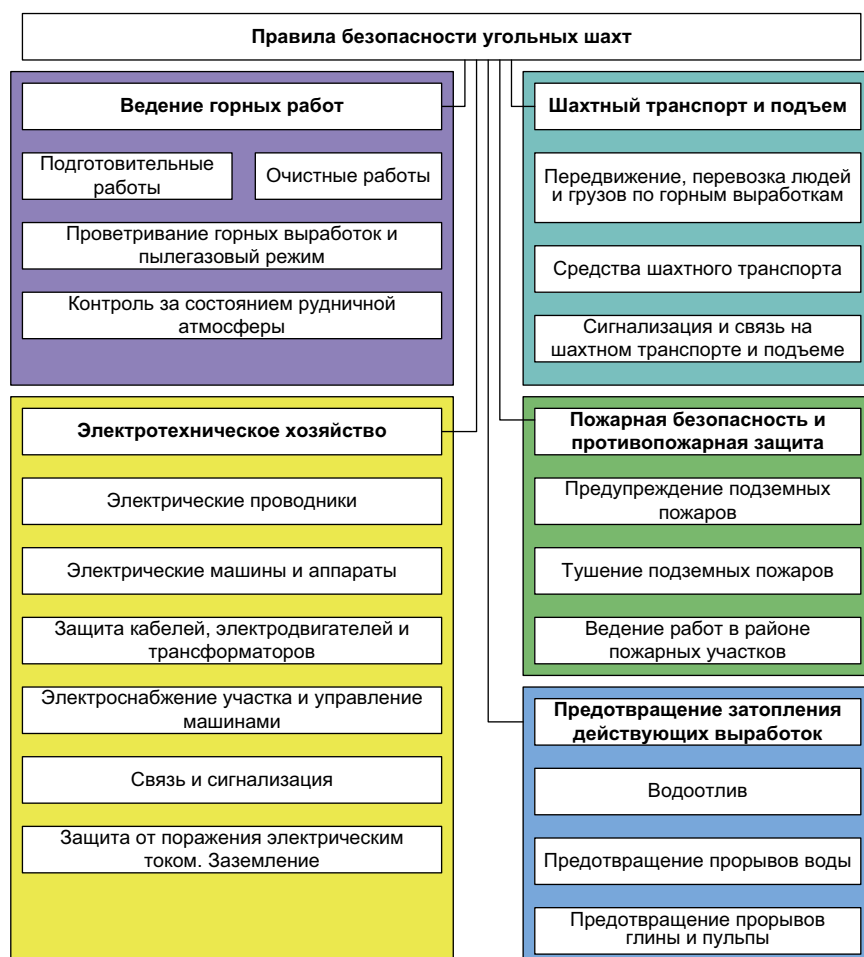 Правила безопасности угольных шахт
Ведение горных работ
Подготовительные
работы
Очистные работы
Проветривание горных выработок и
пылегазовый режим
Контроль за состоянием рудничной
атмосферы
Шахтный транспорт и подъем
Передвижение, перевозка людей
и грузов по горным выработкам
Средства шахтного транспорта
Сигнализация и связь на
шахтном транспорте и подъеме
Электротехническое хозяйство
Электрические проводники
Электрические машины и аппараты
Защита кабелей, электродвигателей и
трансформаторов
Электроснабжение участка и управление
машинами
Связь и сигнализация
Защита от поражения электрическим
током. Заземление
Пожарная безопасность и
противопожарная защита
Предупреждение подземных
пожаров
Тушение подземных пожаров
Ведение работ в районе
пожарных участков
Предотвращение затопления
действующих выработок
Водоотлив
Предотвращение прорывов воды
Предотвращение прорывов
глины и пульпы